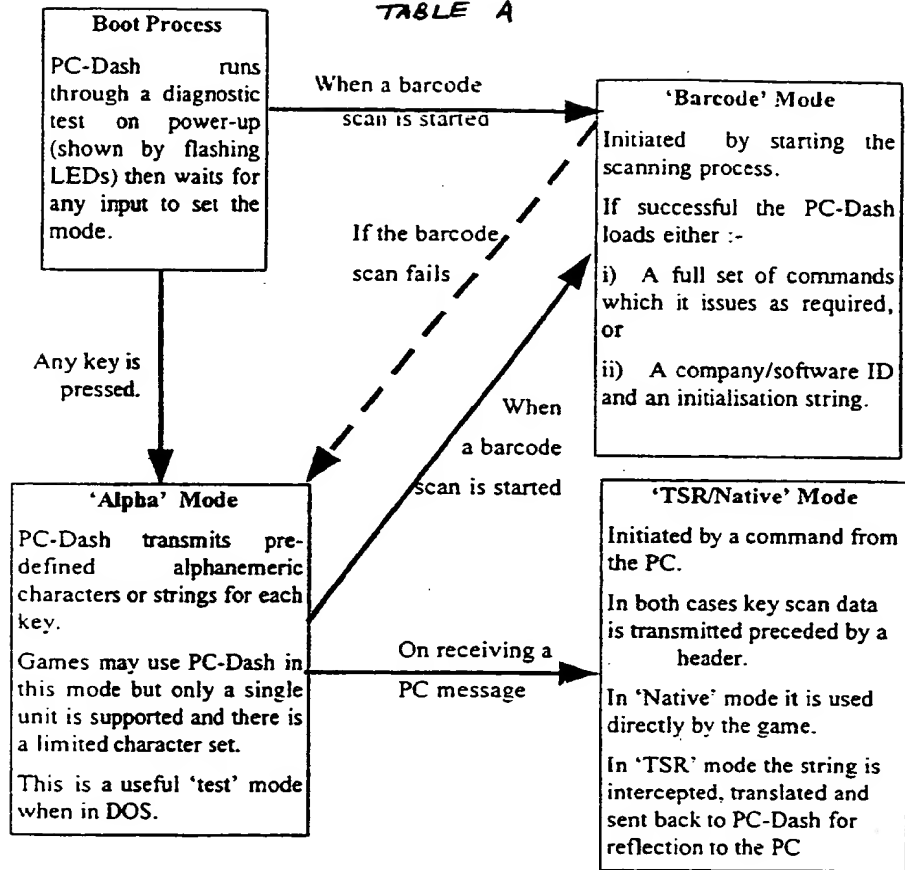 TABLE A
Boot Process
PC-Dash runs
through a diagnostic
test on power-up
(shown by flashing
LEDs) then waits for
any input to set the
mode.
When a barcode
scan is started
'Barcode' Mode
Initiated by starting the
scanning process.
If successful the PC-Dash
loads either :-
i) A full set of commands
which it issues as required,
or
ii) A company/software ID
and an initialisation string.
If the barcode
scan fails
Any key is
pressed.
When
a barcode
scan is started
'Alpha' Mode
PC-Dash transmits pre-
defined alphanemeric
characters or strings for each
key.
Games may use PC-Dash in
this mode but only a single
unit is supported and there is
a limited character set.
This is a useful 'test' mode
when in DOS.
On receiving a
PC message
'TSR/Native' Mode
Initiated by a command from
the PC.
In both cases key scan data
is transmitted preceded by a
header.
In 'Native' mode it is used
directly by the game.
In 'TSR' mode the string is
intercepted, translated and
sent back to PC-Dash for
reflection to the PC